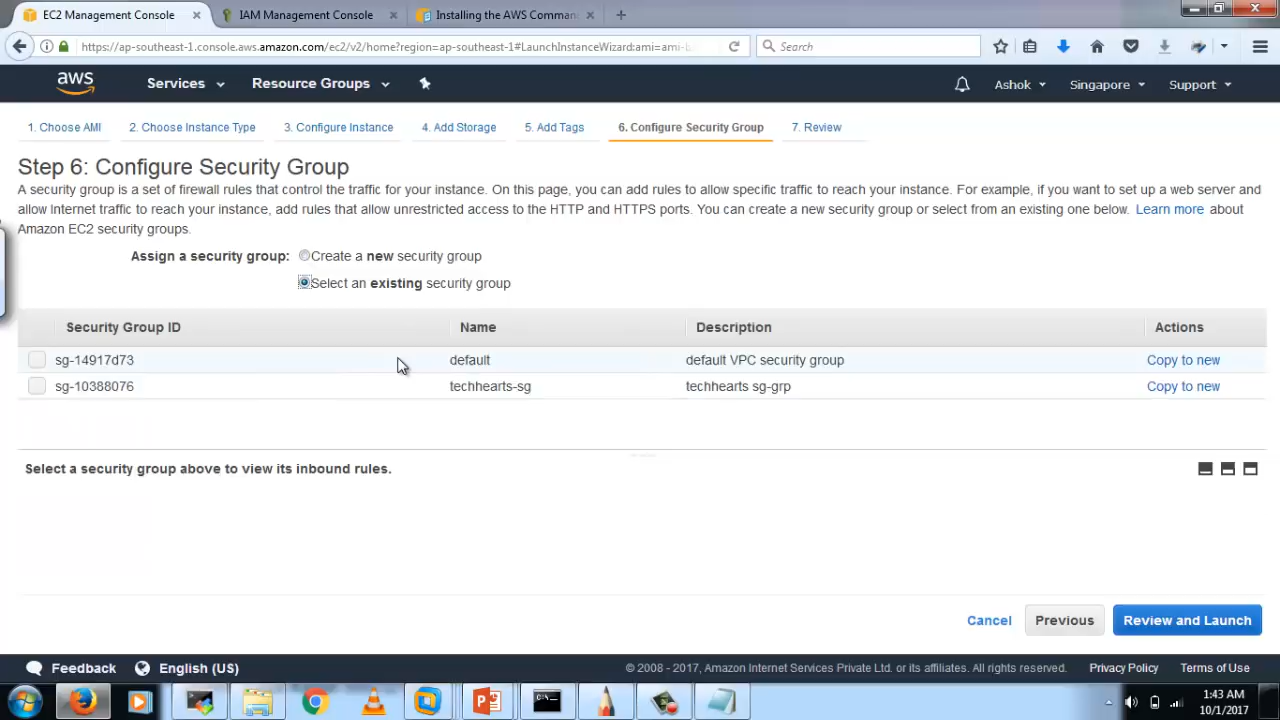 EC2 Management Console
IAM Management Console
Installing the AWS Comman
https://ap-southeast-1.console.aws.amazon.com/ec2/v2/home?region=ap-southeast-1#LaunchInstanceWizard:ami=ami-
Search
aws
Services
Resource Groups
Ashok
Singapore
Support
1. Choose AMI
2. Choose Instance Type
3. Configure Instance
4. Add Storage
5. Add Tags
6. Configure Security Group
7. Review
Step 6: Configure Security Group
A security group is a set of firewall rules that control the traffic for your instance. On this page, you can add rules to allow specific traffic to reach your instance. For example, if you want to set up a web server and
allow Internet traffic to reach your instance, add rules that allow unrestricted access to the HTTP and HTTPS ports. You can create a new security group or select from an existing one below. Learn more about
Amazon EC2 security groups.
Assign a security group: Create a new security group
Select an existing security group
Security Group ID Name Description Actions
sg-14917d73 default default VPC security group Copy to new
sg-10388076 techhearts-sg techhearts sg-grp Copy to new
Select a security group above to view its inbound rules.
Cancel
Previous
Review and Launch
Feedback
English (US)
© 2008 - 2017, Amazon Internet Services Private Ltd. or its affiliates. All rights reserved.
Privacy Policy
Terms of Use
1:43 AM
10/1/2017